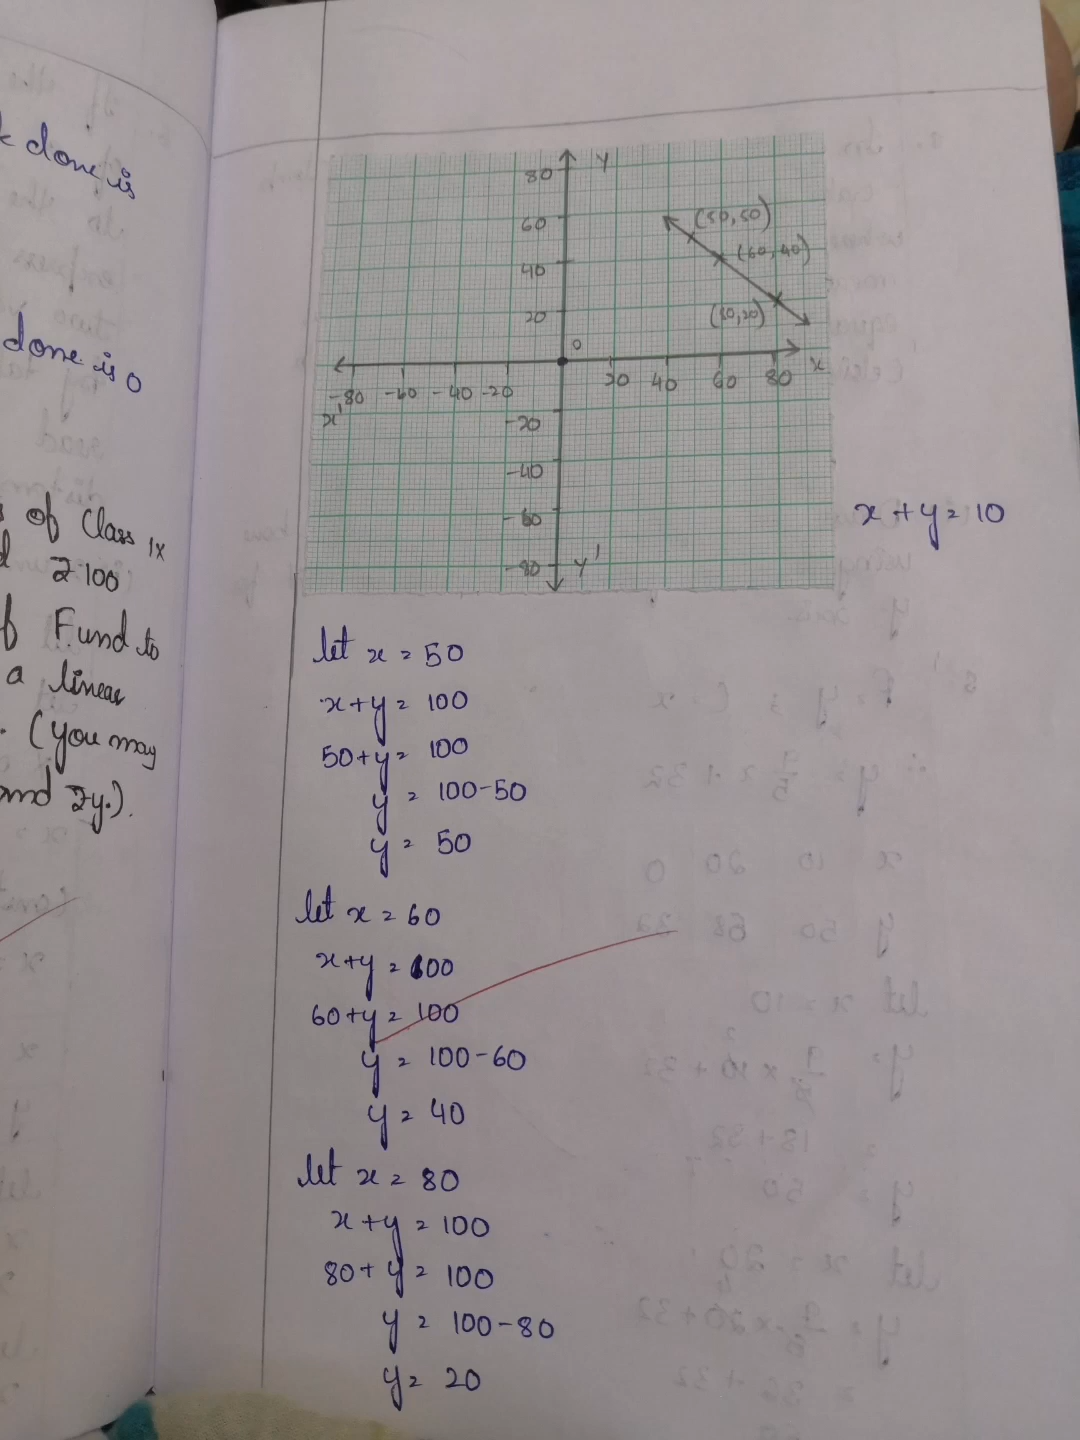 k done is
done is 0
of Class IX
₹100
Fund to
a linear
(you may
and ₹y.).
Y
80
60
40
20
(50,50)
(60,40)
(80,20)
0
-80 -60 -40 -20 20 40 60 80 x
x'
-20
-40
-60
-80 Y'
x + y = 10
let x = 50
x+y = 100
50+y = 100
y = 100-50
y = 50
let x = 60
x+y = 100
60+y = 100
y = 100-60
y = 40
let x = 80
x+y = 100
80+y = 100
y = 100-80
y = 20